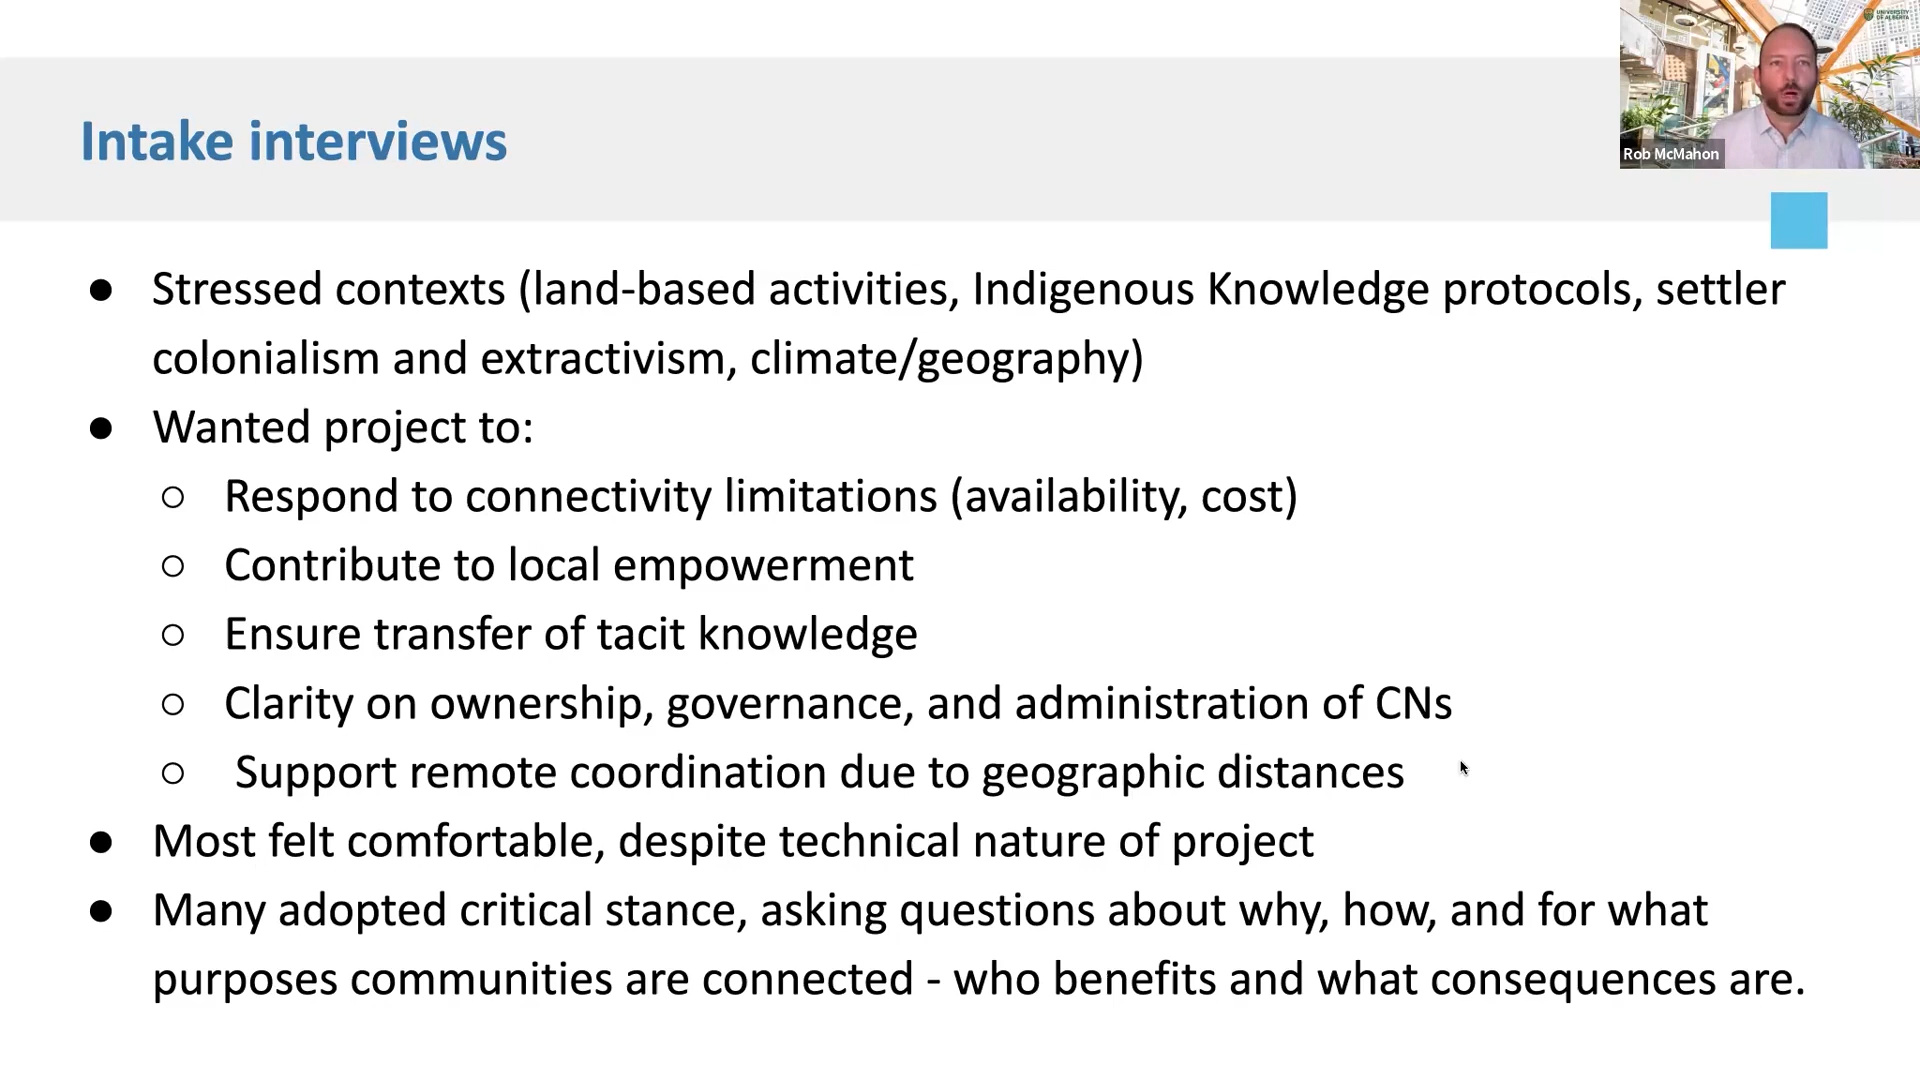 UNIVERSITY
OF ALBERTA
Rob McMahon
Intake interviews
● Stressed contexts (land-based activities, Indigenous Knowledge protocols, settler
colonialism and extractivism, climate/geography)
● Wanted project to:
○ Respond to connectivity limitations (availability, cost)
○ Contribute to local empowerment
○ Ensure transfer of tacit knowledge
○ Clarity on ownership, governance, and administration of CNs
○ Support remote coordination due to geographic distances
● Most felt comfortable, despite technical nature of project
● Many adopted critical stance, asking questions about why, how, and for what
purposes communities are connected - who benefits and what consequences are.